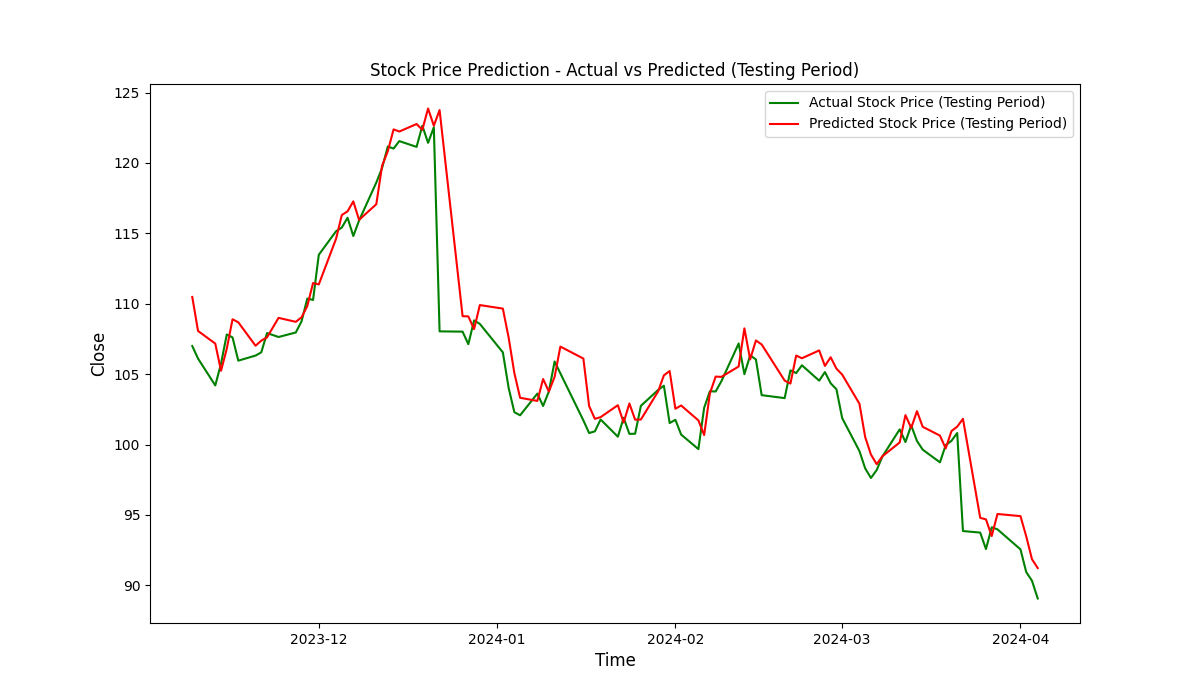 Stock Price Prediction - Actual vs Predicted (Testing Period)
Actual Stock Price (Testing Period)
Predicted Stock Price (Testing Period)
125
120
115
110
105
100
95
90
Close
2023-12
2024-01
2024-02
2024-03
2024-04
Time